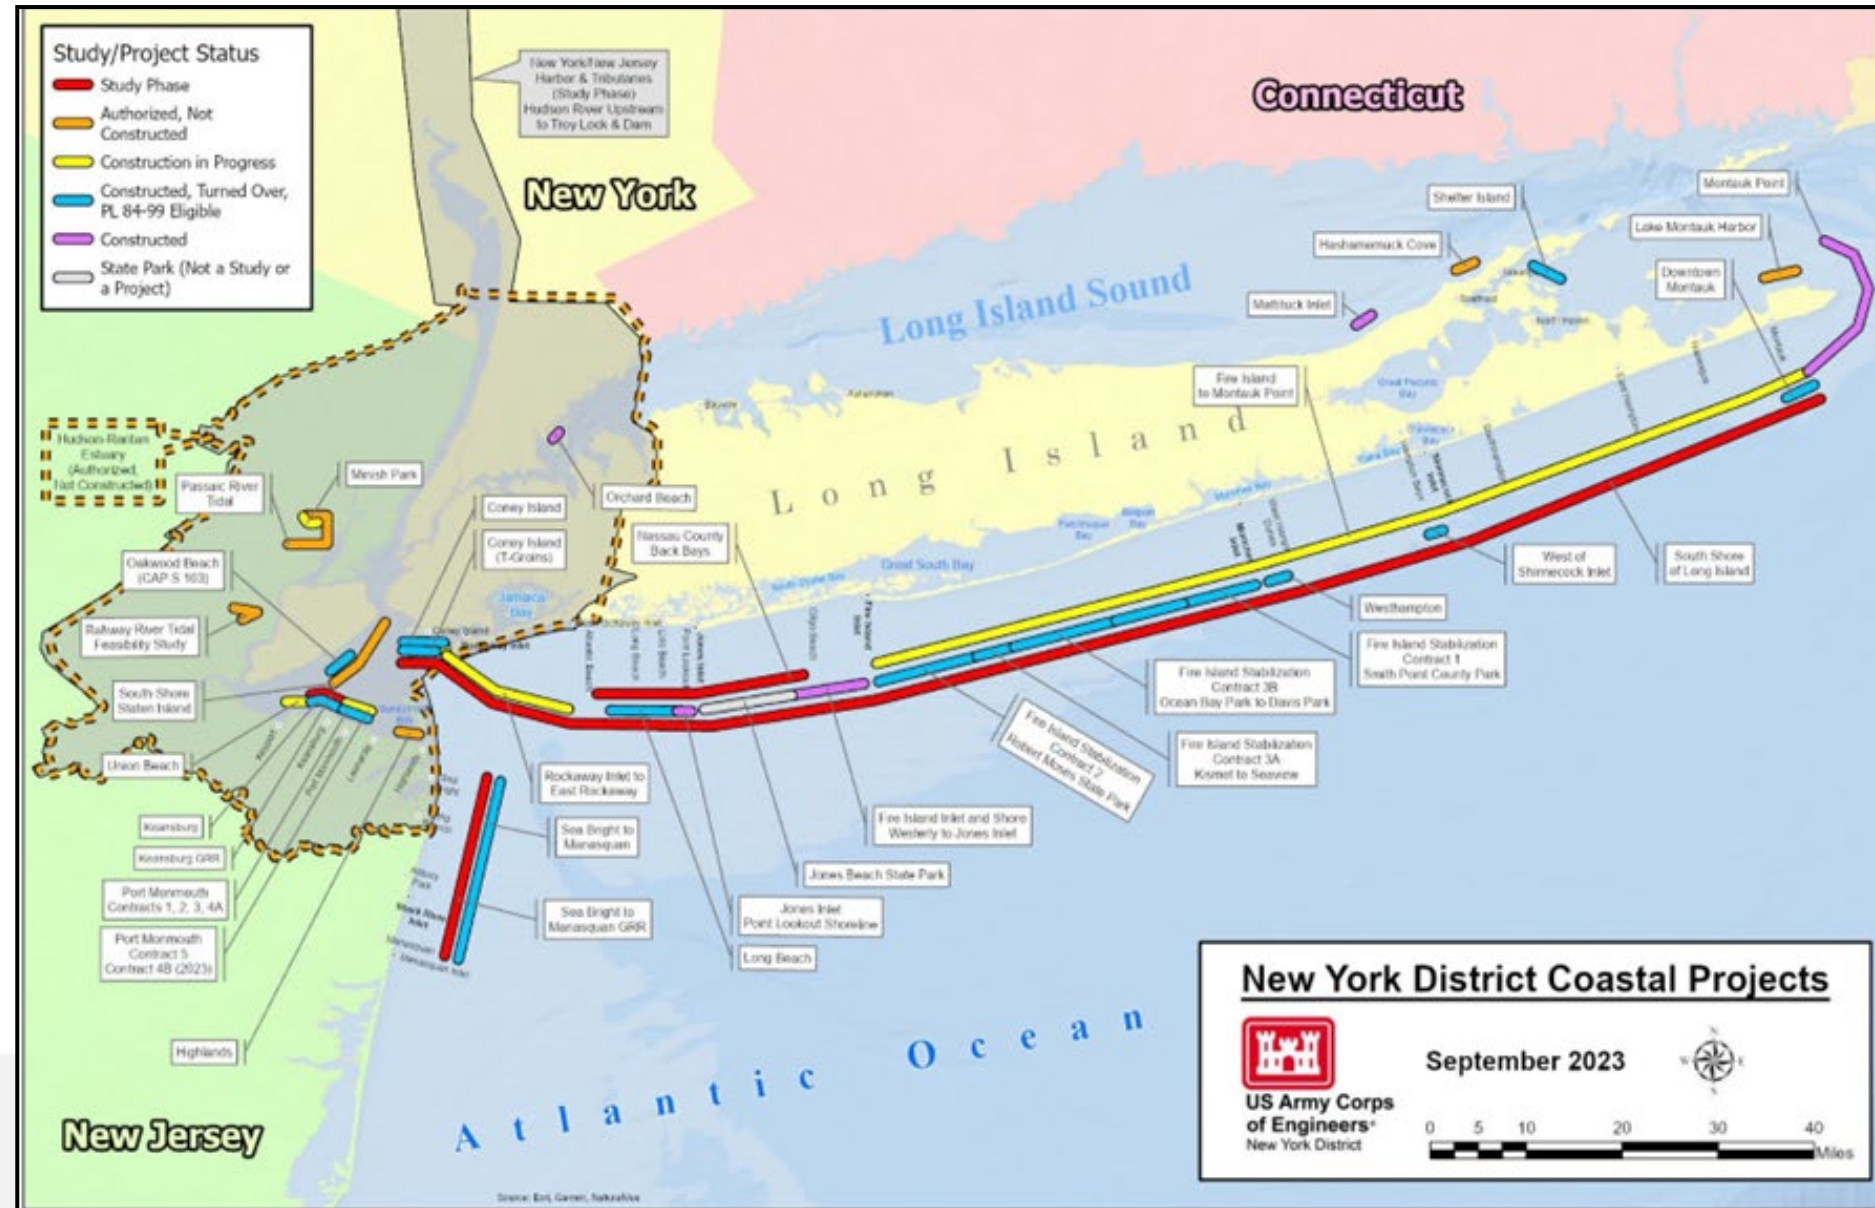 Study/Project Status
Study Phase
Authorized, Not
Constructed
Construction in Progress
Constructed, Turned Over,
PL 84-99 Eligible
Constructed
State Park (Not a Study or
a Project)
New York/New Jersey
Harbor & Tributaries
(Study Phase)
Hudson River Upstream
to Troy Lock & Dam
Connecticut
New York
Long Island Sound
Montauk Point
Shelter Island
Lake Montauk Harbor
Hashamomuck Cove
Downtown
Montauk
Mattituck Inlet
Fire Island
to Montauk Point
Great Peconic
Bay
Long Island
Hudson-Raritan
Estuary
(Authorized,
Not Constructed)
Passaic River
Tidal
Minish Park
Orchard Beach
Coney Island
Coney Island
(T-Groins)
Nassau County
Back Bays
Oakwood Beach
(CAP S 103)
Jamaica
Bay
Great South Bay
Rahway River Tidal
Feasibility Study
South Shore
Staten Island
Union Beach
Keansburg
Keansburg GRR
Port Monmouth
Contracts 1, 2, 3, 4A
Port Monmouth
Contract 5
Contract 4B (2023)
Highlands
West of
Shinnecock Inlet
South Shore
of Long Island
Westhampton
Fire Island Stabilization
Contract 1
Smith Point County Park
Fire Island Stabilization
Contract 3B
Ocean Bay Park to Davis Park
Fire Island Stabilization
Contract 3A
Kismet to Seaview
Fire Island Stabilization
Contract 2
Robert Moses State Park
Rockaway Inlet to
East Rockaway
Sea Bright to
Manasquan
Sea Bright to
Manasquan GRR
Fire Island Inlet and Shore
Westerly to Jones Inlet
Jones Beach State Park
Jones Inlet
Point Lookout Shoreline
Long Beach
Atlantic Ocean
New Jersey
New York District Coastal Projects
September 2023
US Army Corps
of Engineers®
New York District
N
W E
S
0 5 10 20 30 40
Miles